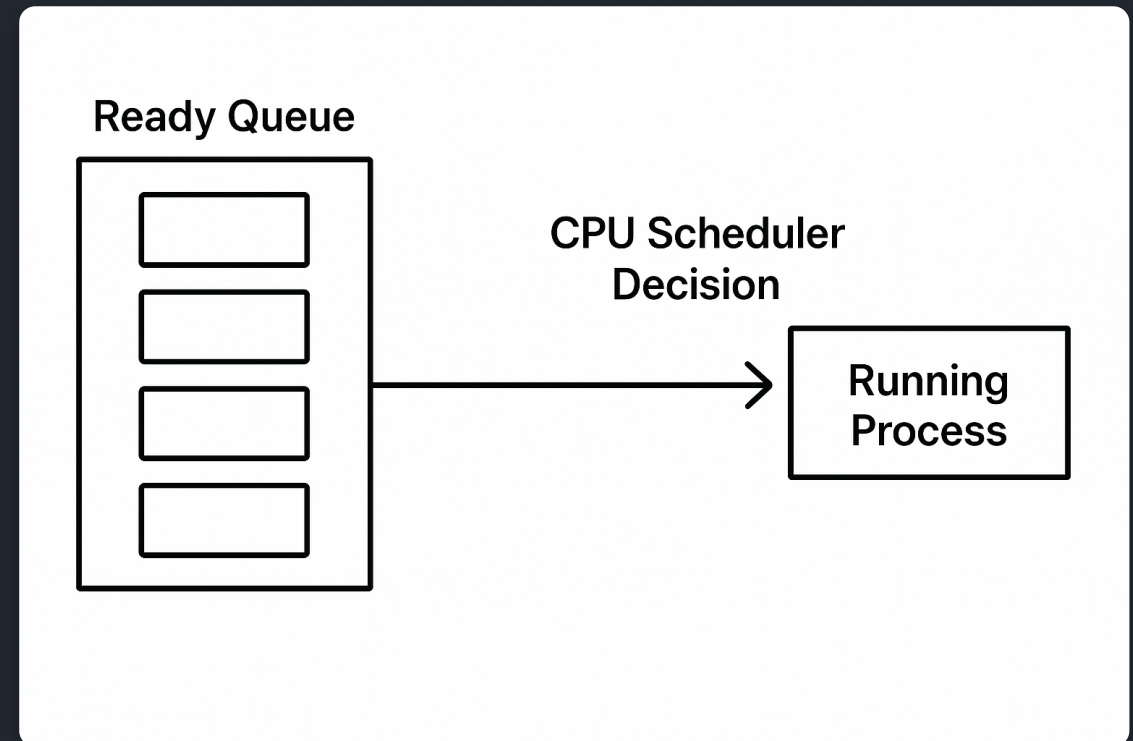 Ready Queue
CPU Scheduler
Decision
Running
Process